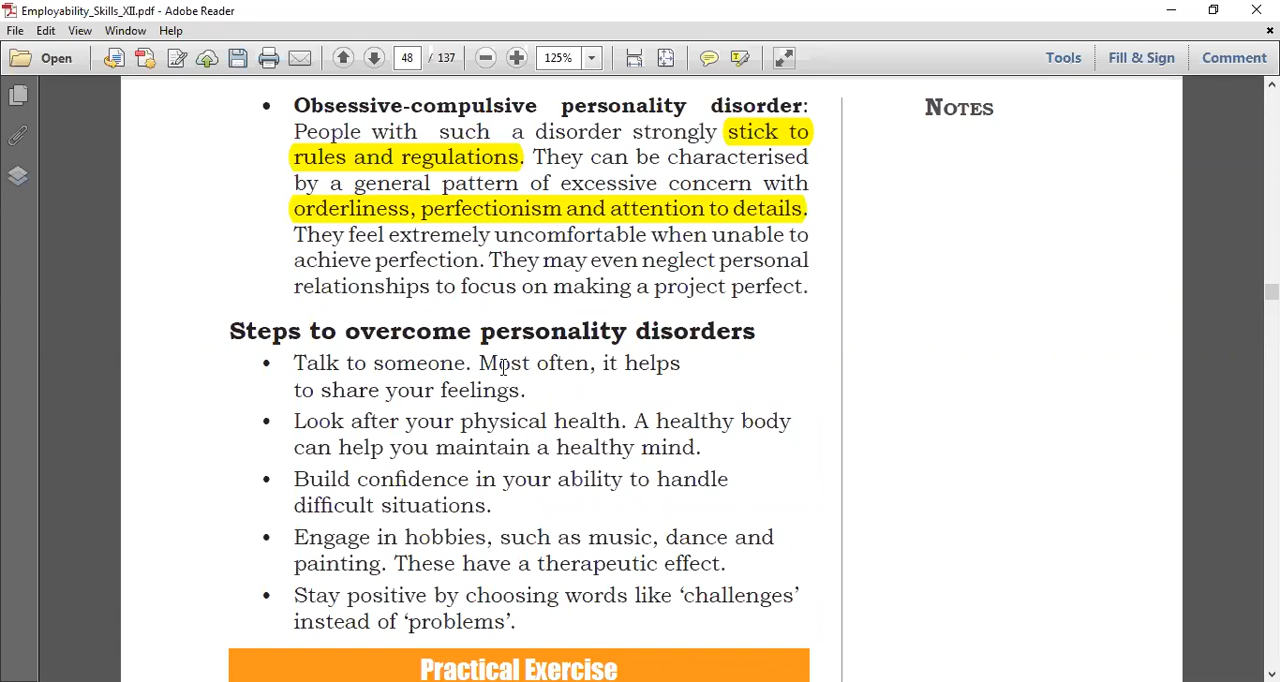 Employability_Skills_XII.pdf - Adobe Reader
File Edit View Window Help
Open 48 / 137 125% Tools Fill & Sign Comment
• Obsessive-compulsive personality disorder:
People with such a disorder strongly stick to
rules and regulations. They can be characterised
by a general pattern of excessive concern with
orderliness, perfectionism and attention to details.
They feel extremely uncomfortable when unable to
achieve perfection. They may even neglect personal
relationships to focus on making a project perfect.
Notes
Steps to overcome personality disorders
• Talk to someone. Most often, it helps
to share your feelings.
• Look after your physical health. A healthy body
can help you maintain a healthy mind.
• Build confidence in your ability to handle
difficult situations.
• Engage in hobbies, such as music, dance and
painting. These have a therapeutic effect.
• Stay positive by choosing words like ‘challenges’
instead of ‘problems’.
Practical Exercise